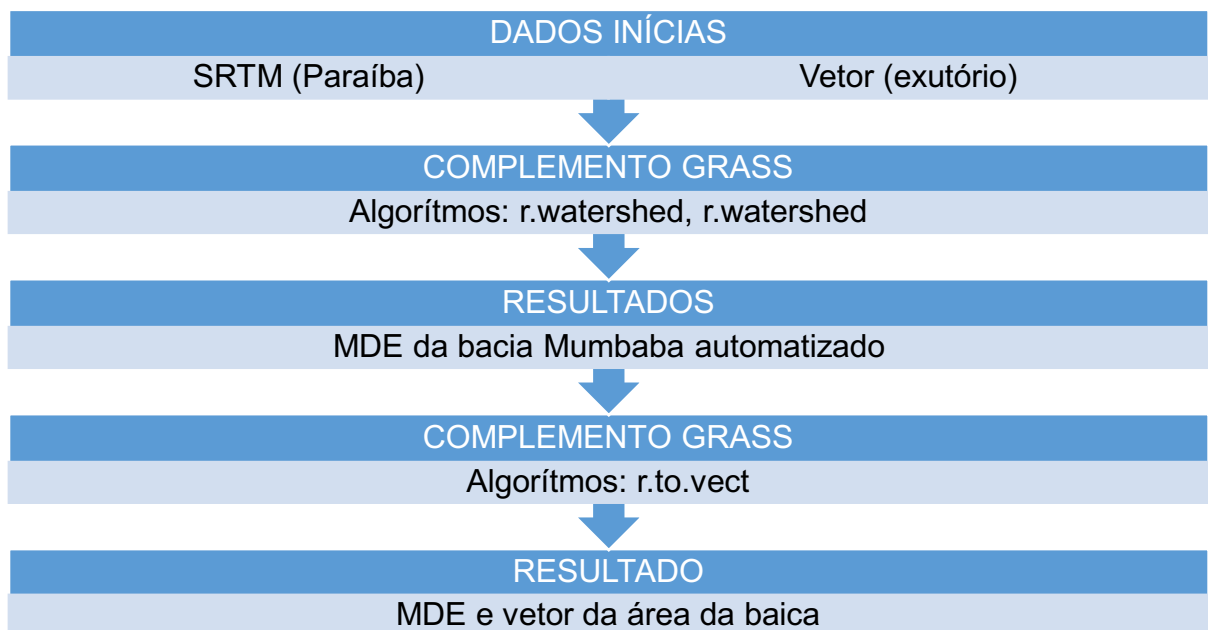 DADOS INÍCIAS
SRTM (Paraíba) Vetor (exutório)
COMPLEMENTO GRASS
Algorítmos: r.watershed, r.watershed
RESULTADOS
MDE da bacia Mumbaba automatizado
COMPLEMENTO GRASS
Algorítmos: r.to.vect
RESULTADO
MDE e vetor da área da baica